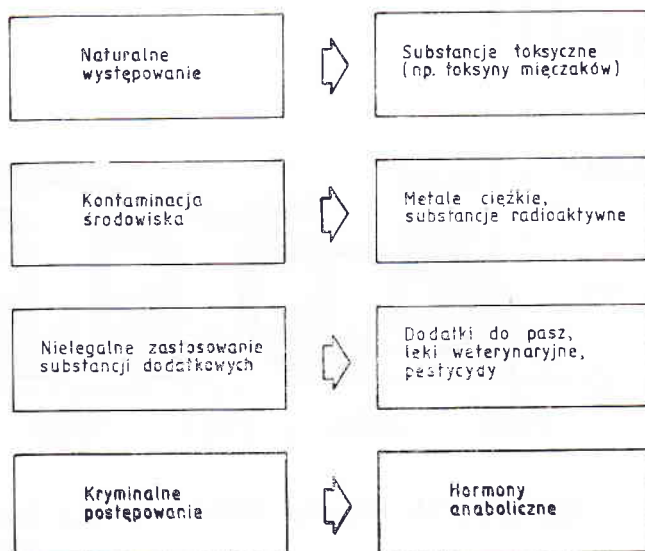 Naturalne
występowanie
Substancje toksyczne
(np. toksyny mięczaków)
Kontaminacja
środowiska
Metale ciężkie,
substancje radioaktywne
Nielegalne zastosowanie
substancji dodatkowych
Dodatki do pasz,
leki weterynaryjne,
pestycydy
Kryminalne
postępowanie
Hormony
anaboliczne